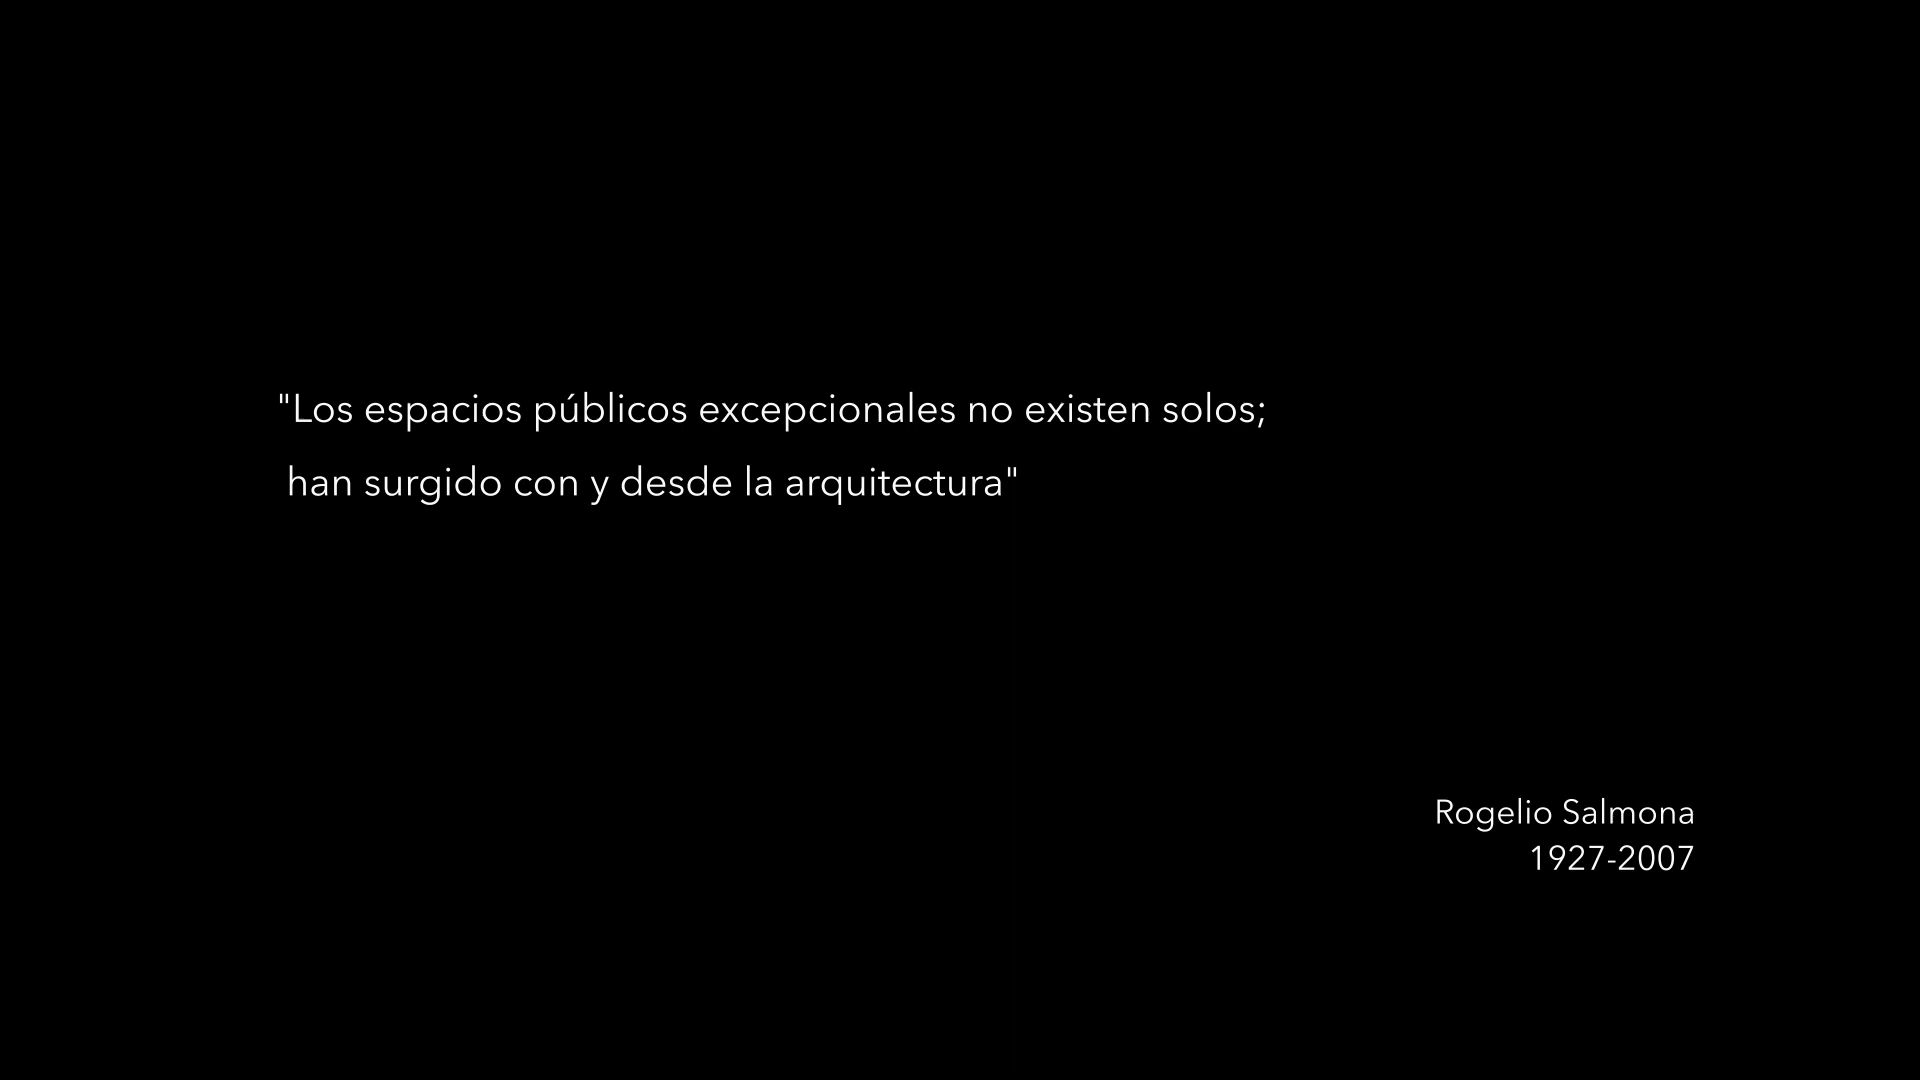 "Los espacios públicos excepcionales no existen solos;
han surgido con y desde la arquitectura"
Rogelio Salmona
1927-2007